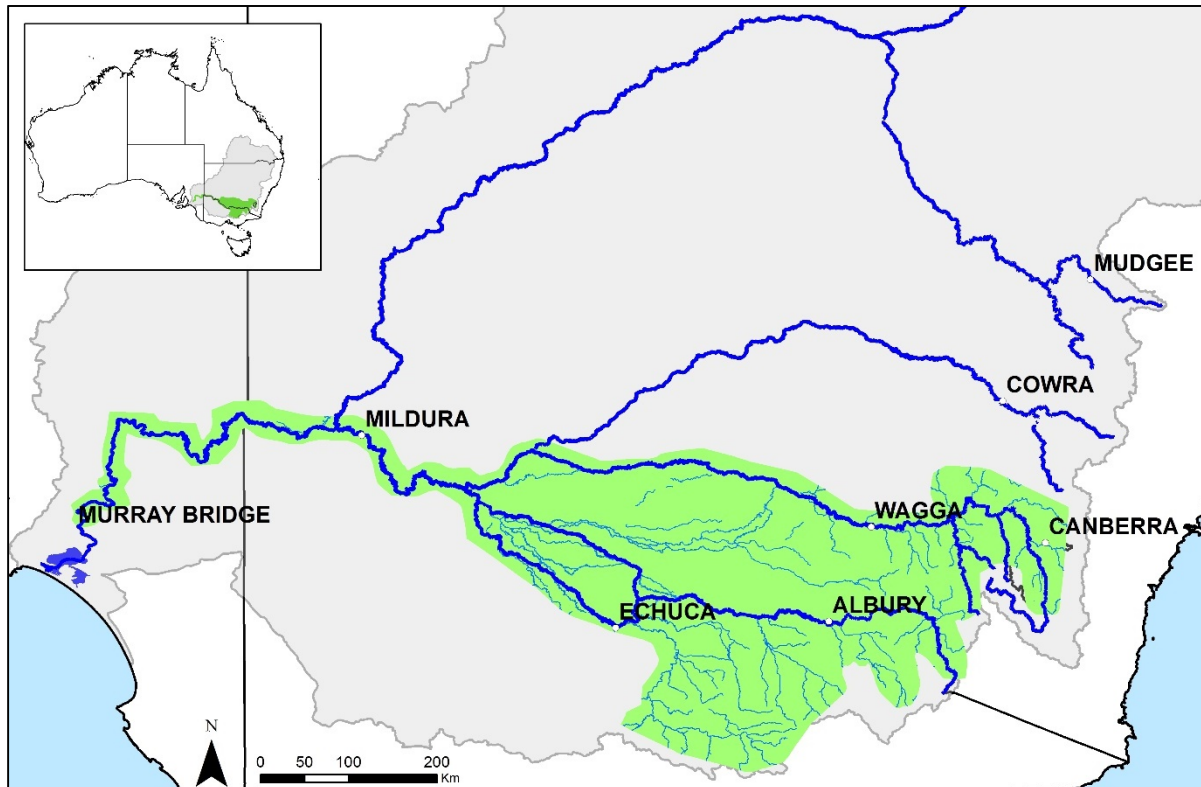 MUDGEE
COWRA
MILDURA
WAGGA
MURRAY BRIDGE
CANBERRA
ECHUCA
ALBURY
N
0 50 100 200
Km